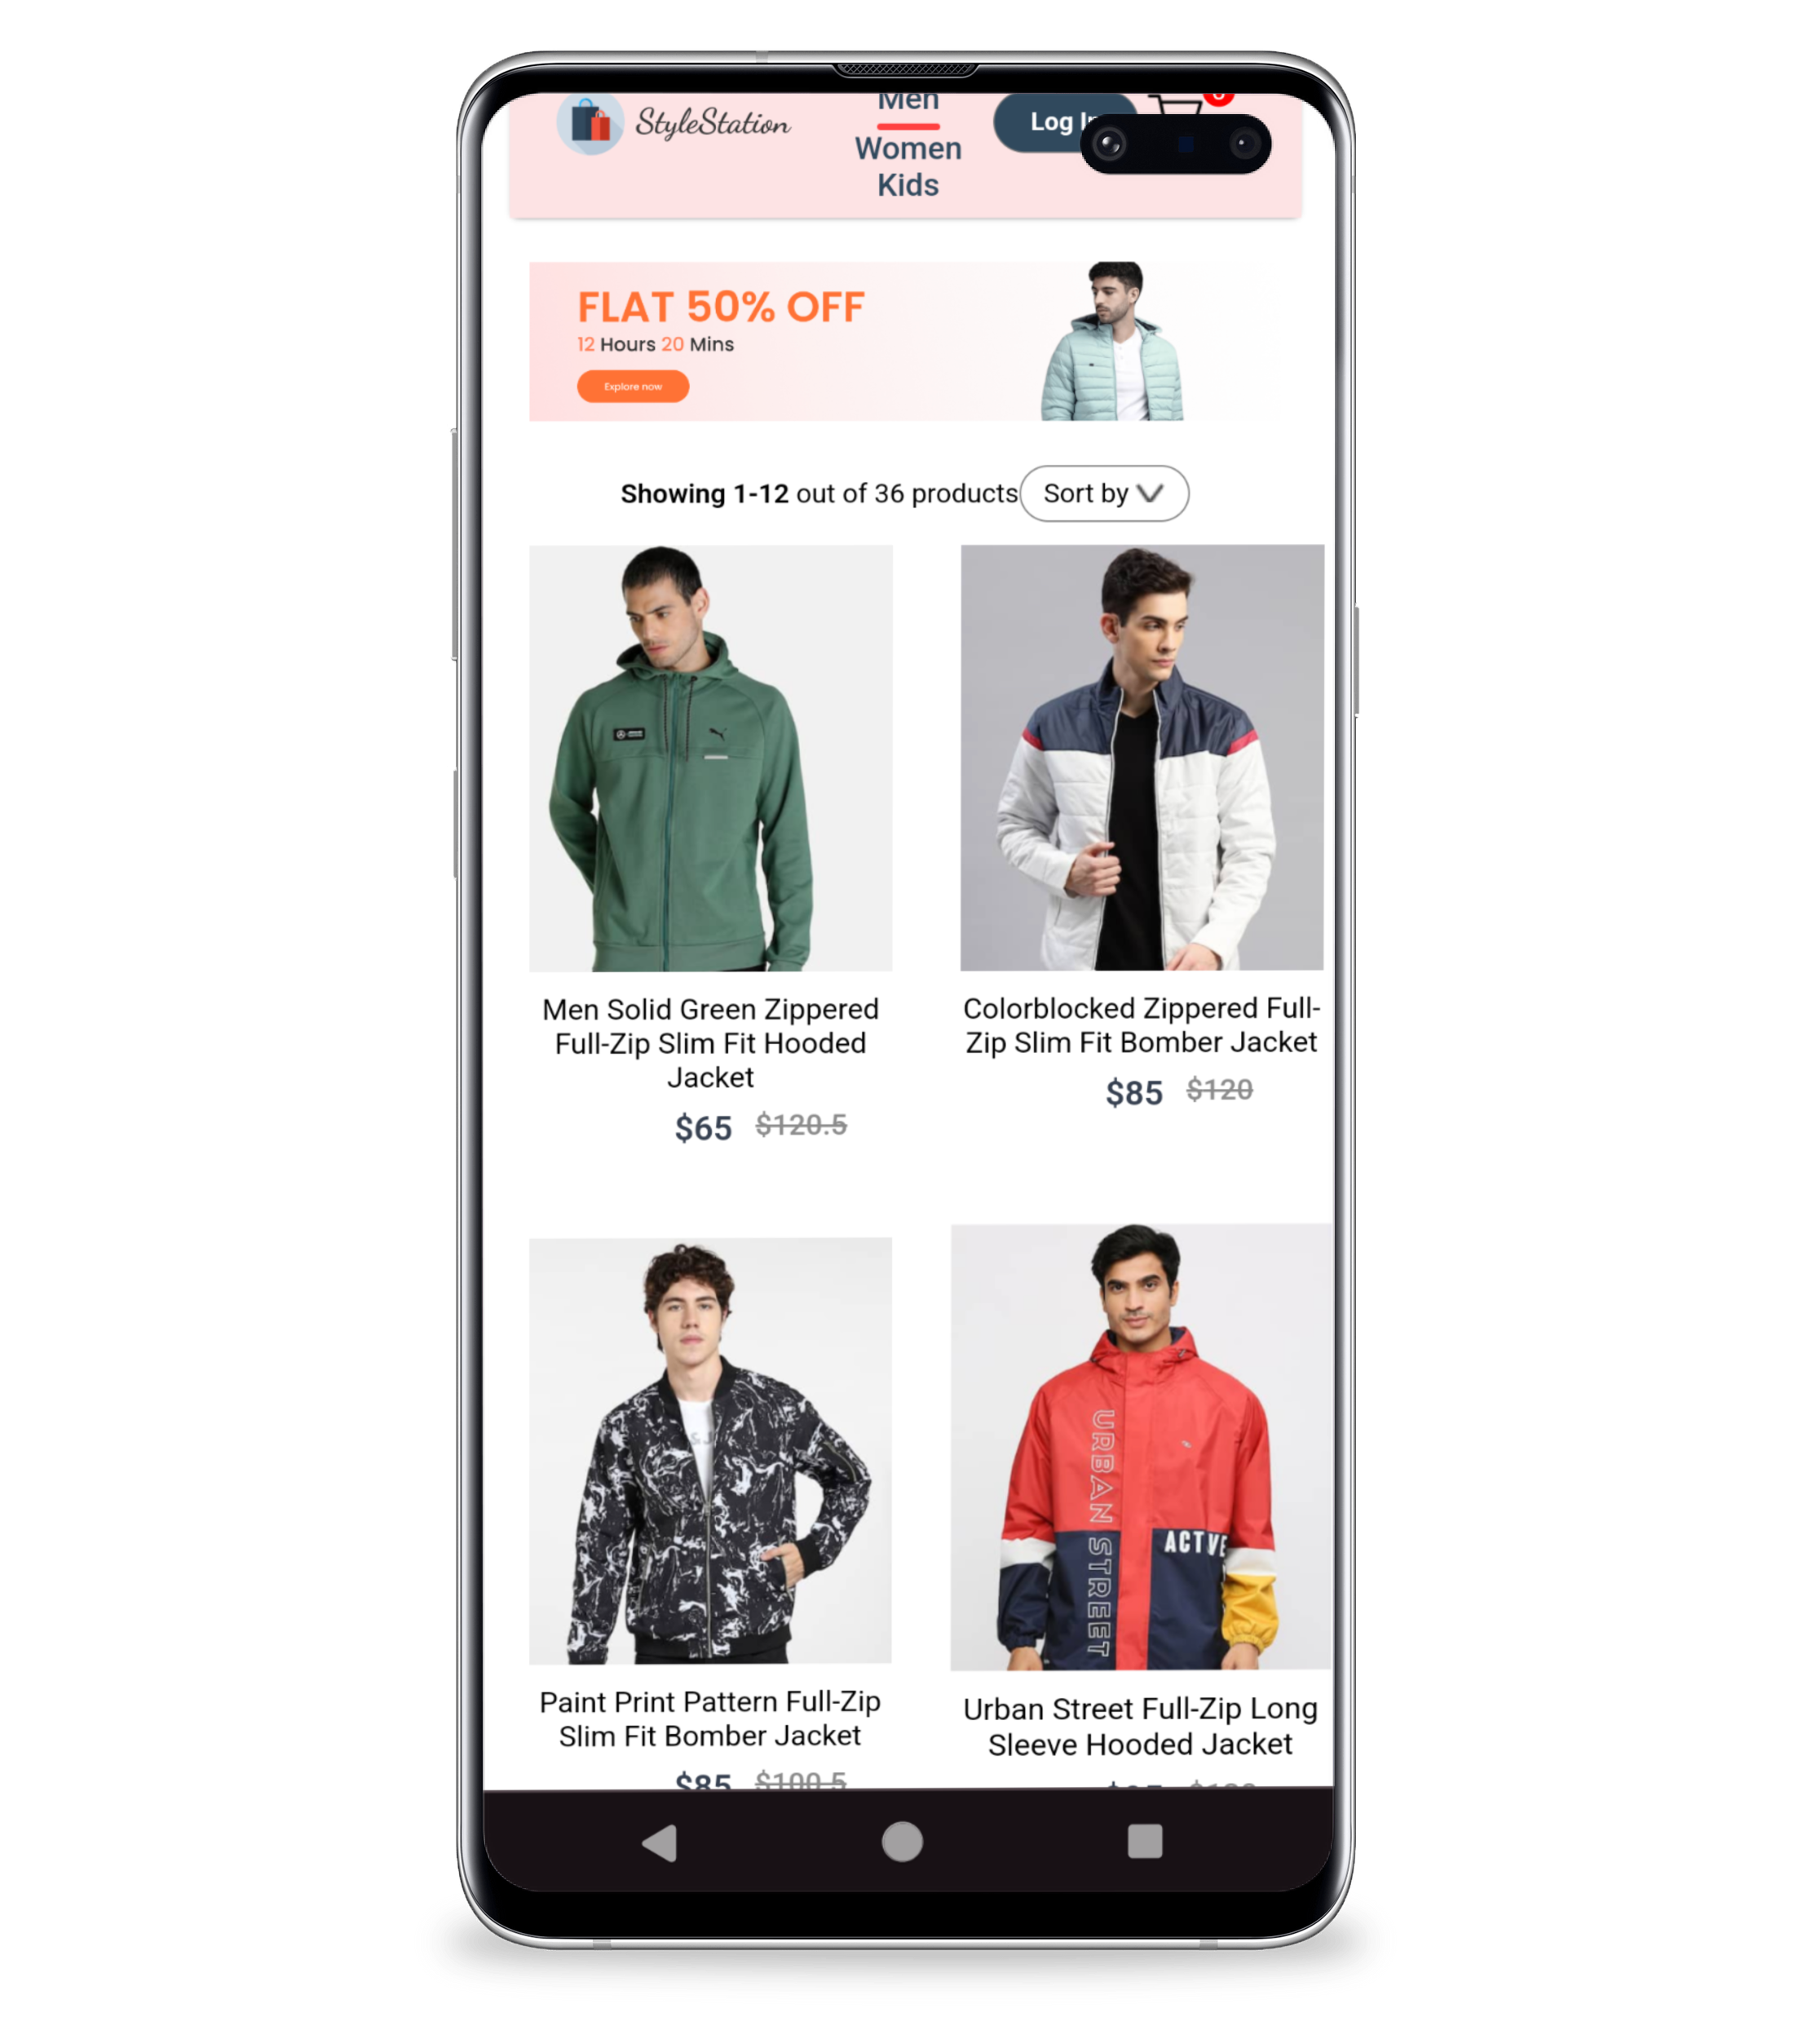 StyleStation
Men
Women
Kids
Log In
FLAT 50% OFF
12 Hours 20 Mins
Explore now
Showing 1-12 out of 36 products
Sort by
Men Solid Green Zippered
Full-Zip Slim Fit Hooded
Jacket
$65 $120.5
Colorblocked Zippered Full-
Zip Slim Fit Bomber Jacket
$85 $120
URBAN STREET
ACTVE
Paint Print Pattern Full-Zip
Slim Fit Bomber Jacket
$85 $100.5
Urban Street Full-Zip Long
Sleeve Hooded Jacket